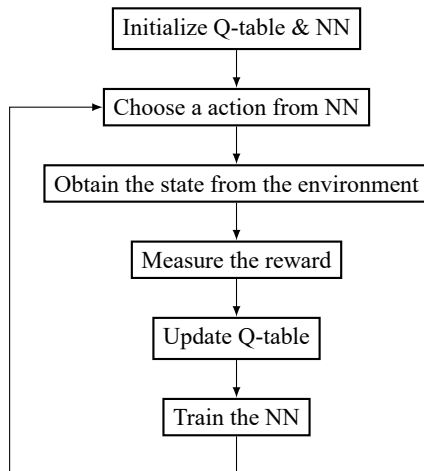 Initialize Q-table & NN
Choose a action from NN
Obtain the state from the environment
Measure the reward
Update Q-table
Train the NN